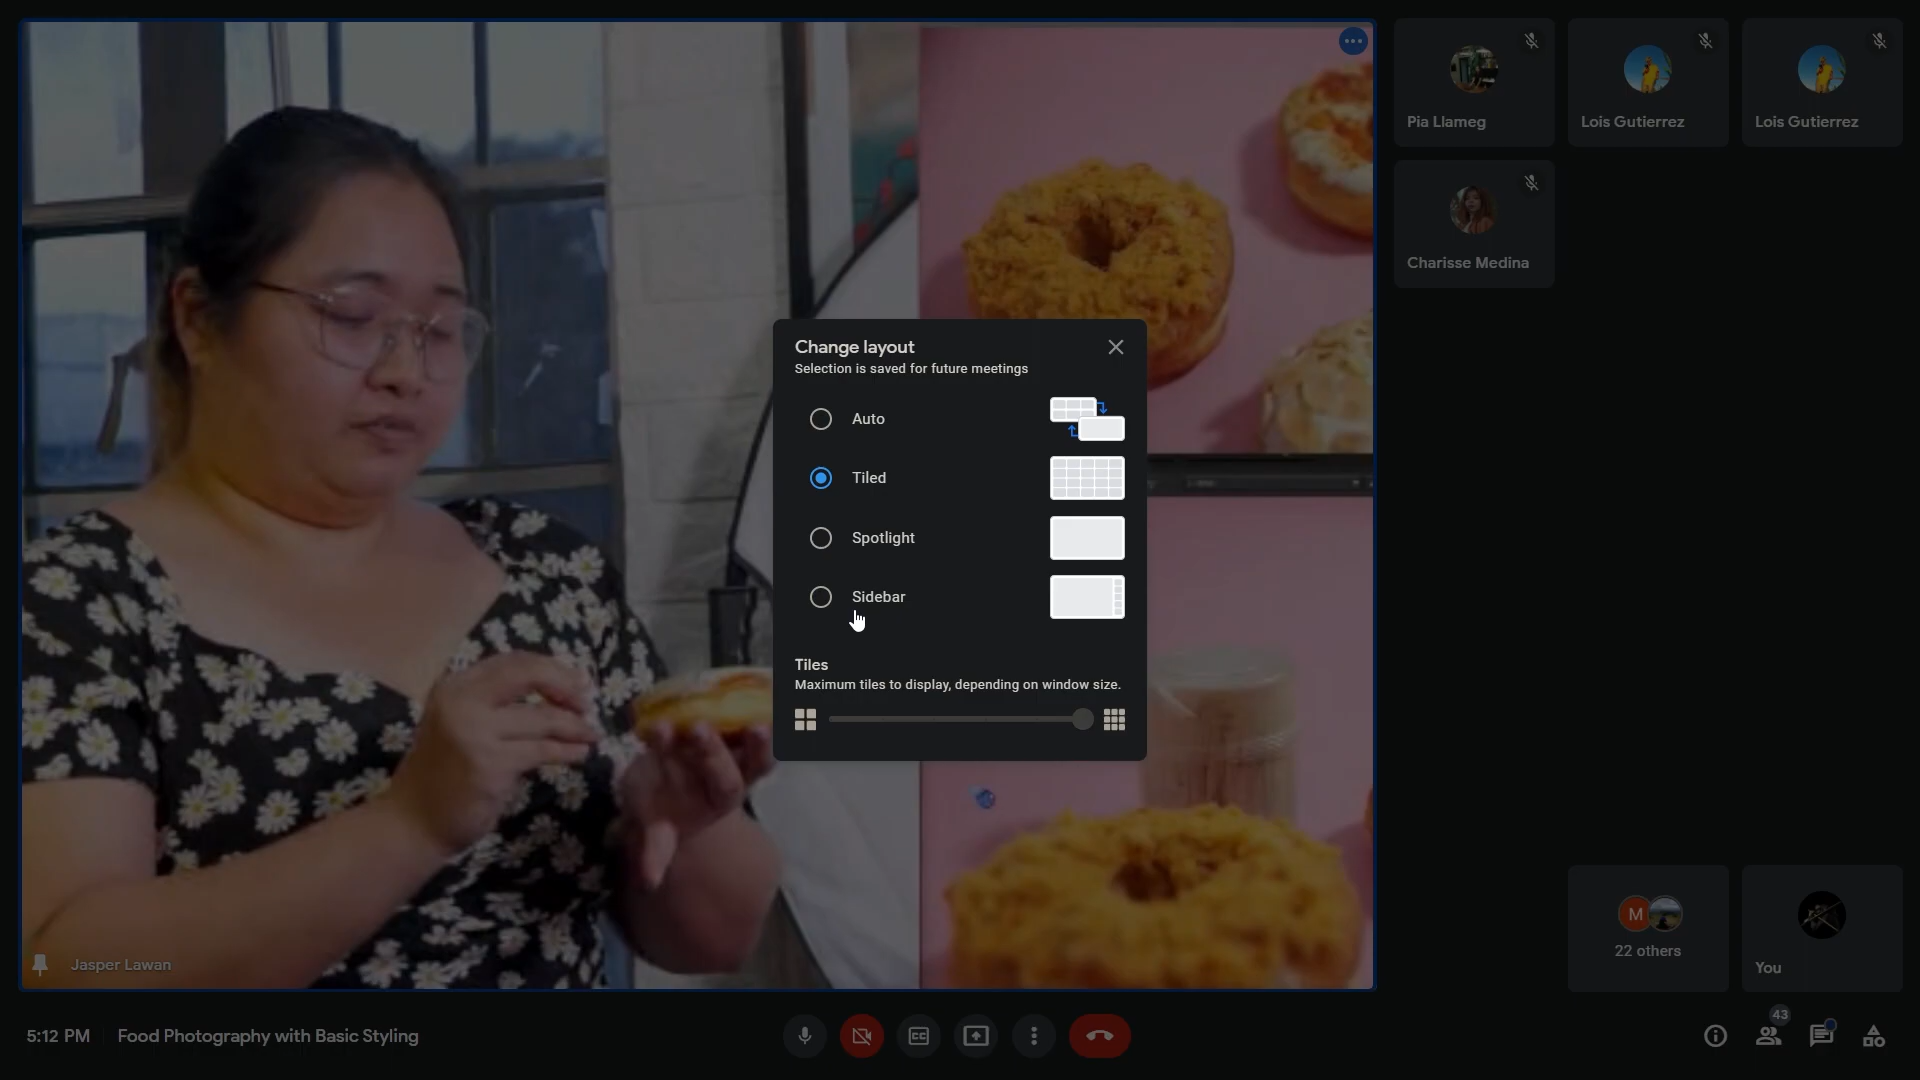 Pia Llameg
Lois Gutierrez
Lois Gutierrez
Charisse Medina
Change layout
Selection is saved for future meetings
Auto
Tiled
Spotlight
Sidebar
Tiles
Maximum tiles to display, depending on window size.
M
22 others
You
Jasper Lawan
5:12 PM
Food Photography with Basic Styling
CC
43